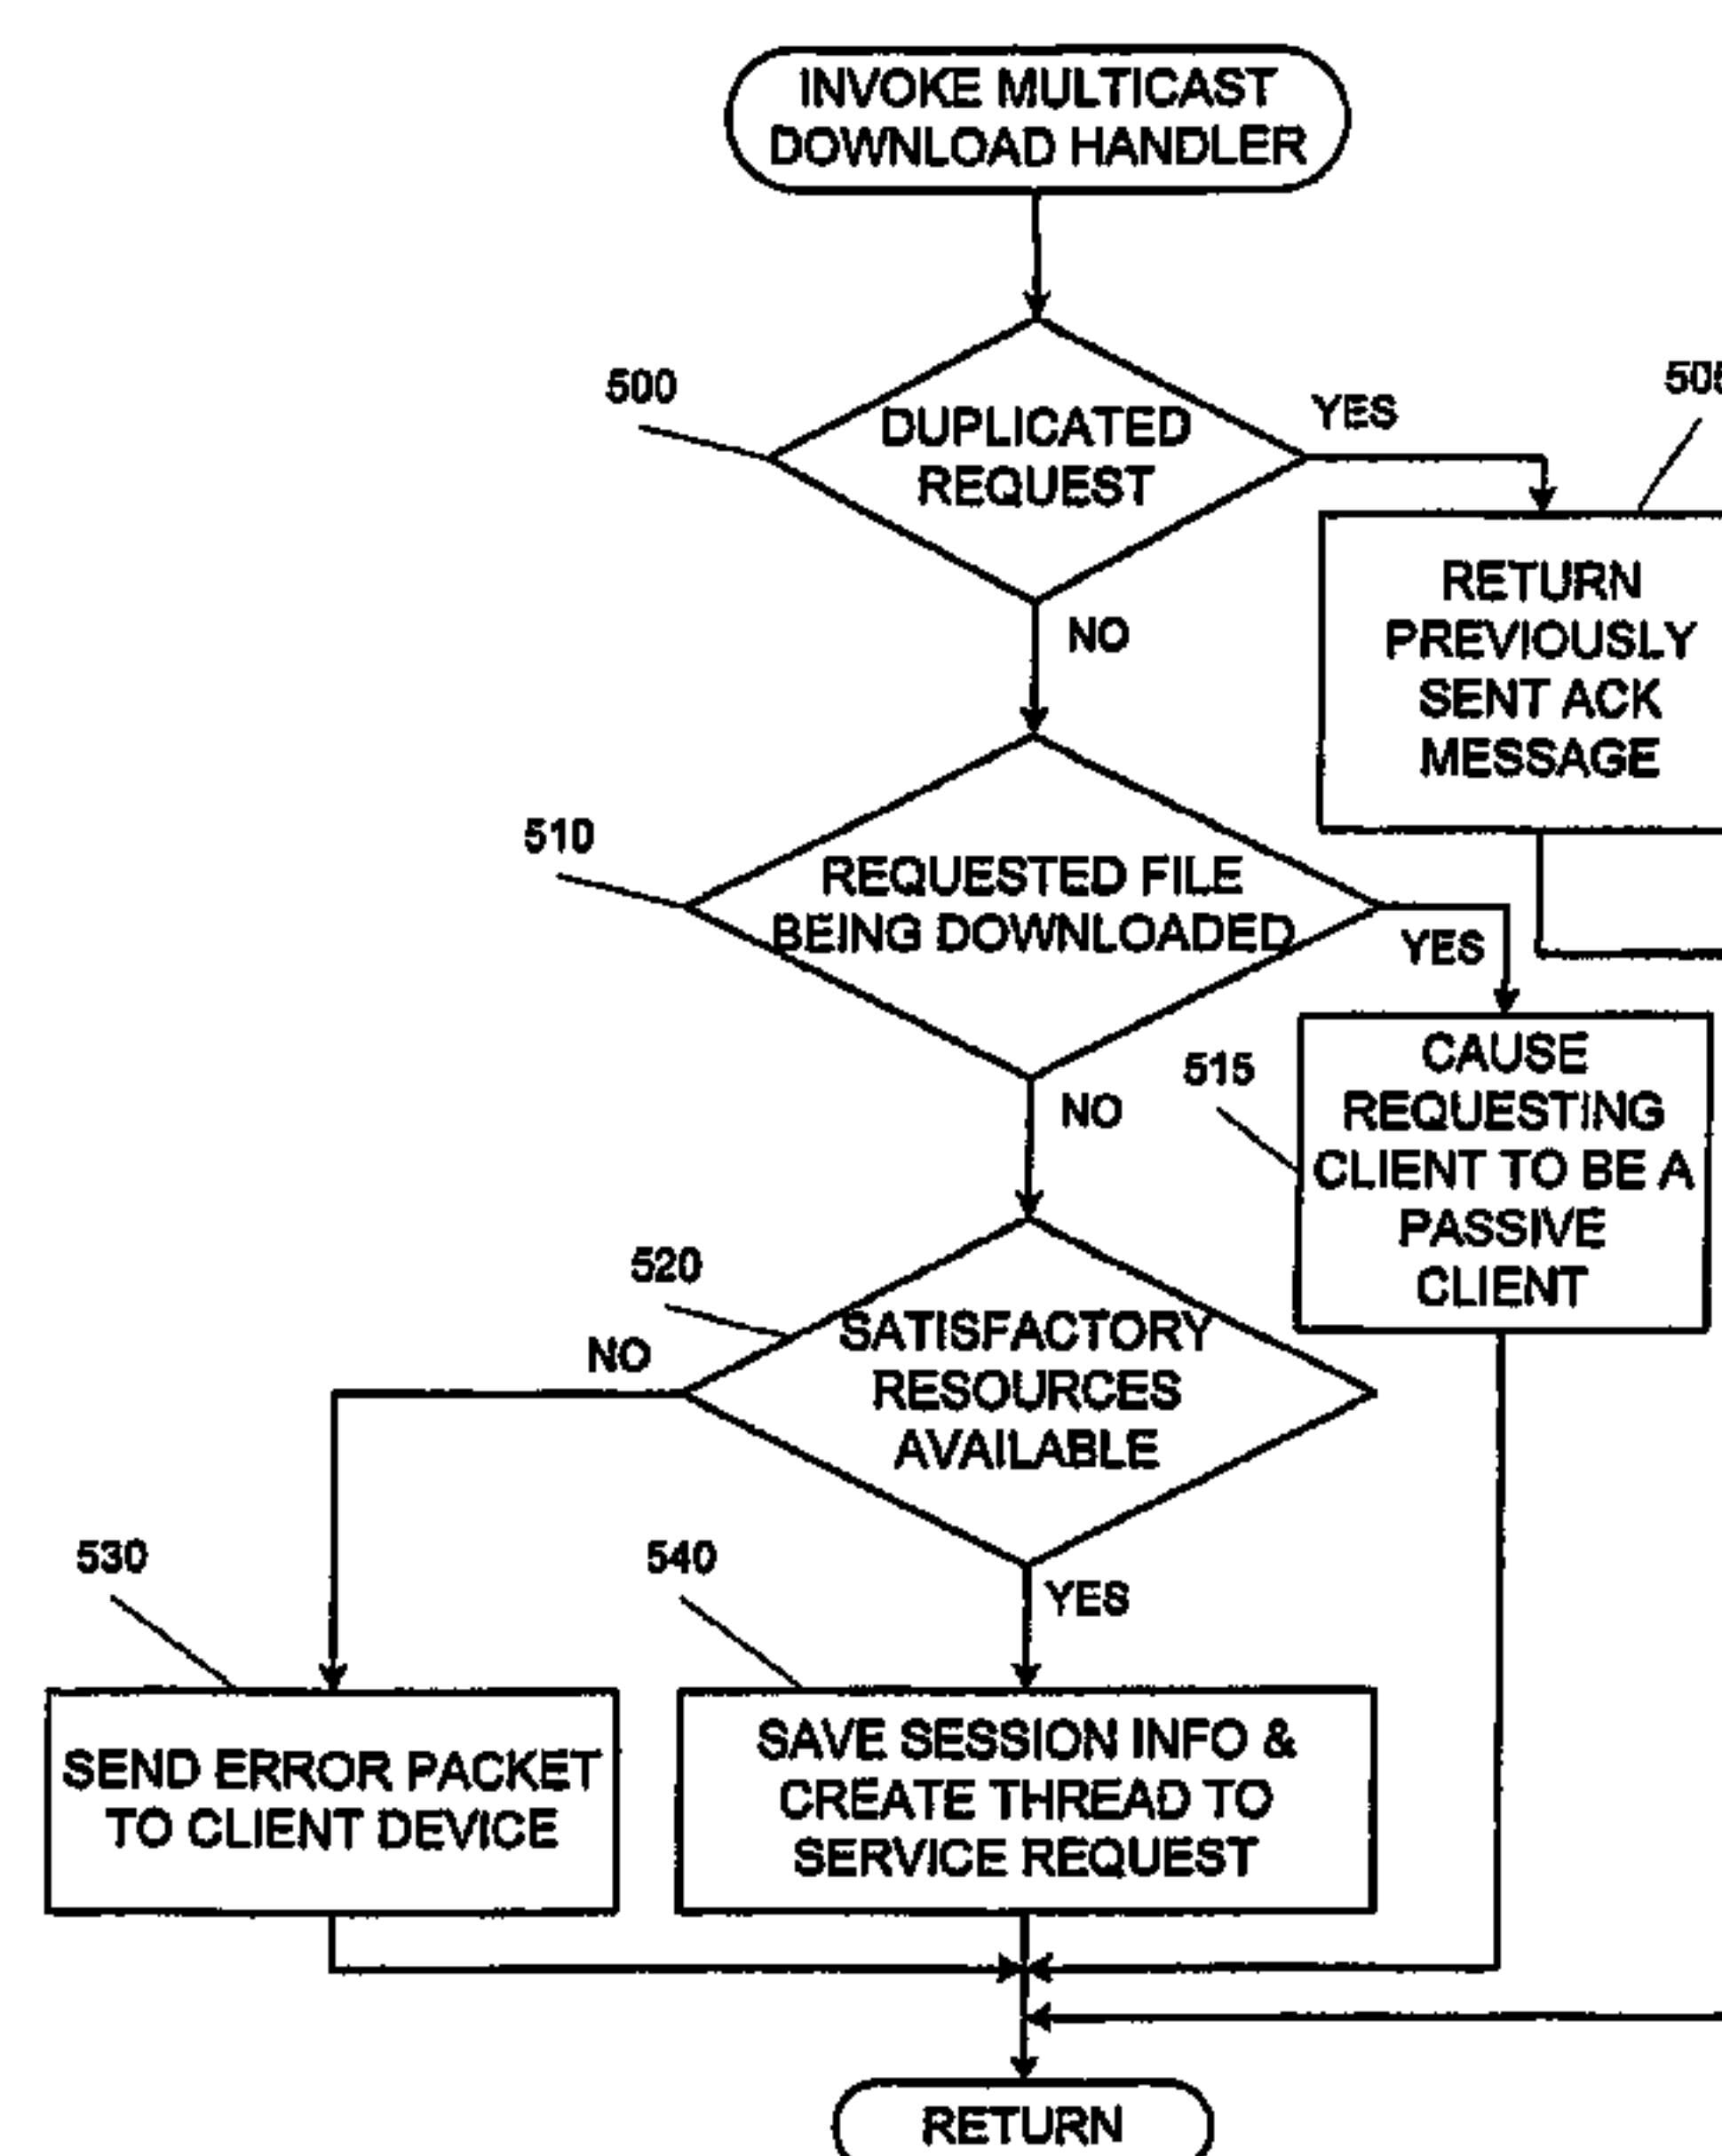 INVOKE MULTICAST
DOWNLOAD HANDLER
500
DUPLICATED
REQUEST
YES
505
NO
RETURN
PREVIOUSLY
SENT ACK
MESSAGE
510
REQUESTED FILE
BEING DOWNLOADED
YES
NO
515
CAUSE
REQUESTING
CLIENT TO BE A
PASSIVE
CLIENT
520
SATISFACTORY
RESOURCES
AVAILABLE
NO
YES
530
SEND ERROR PACKET
TO CLIENT DEVICE
540
SAVE SESSION INFO &
CREATE THREAD TO
SERVICE REQUEST
RETURN